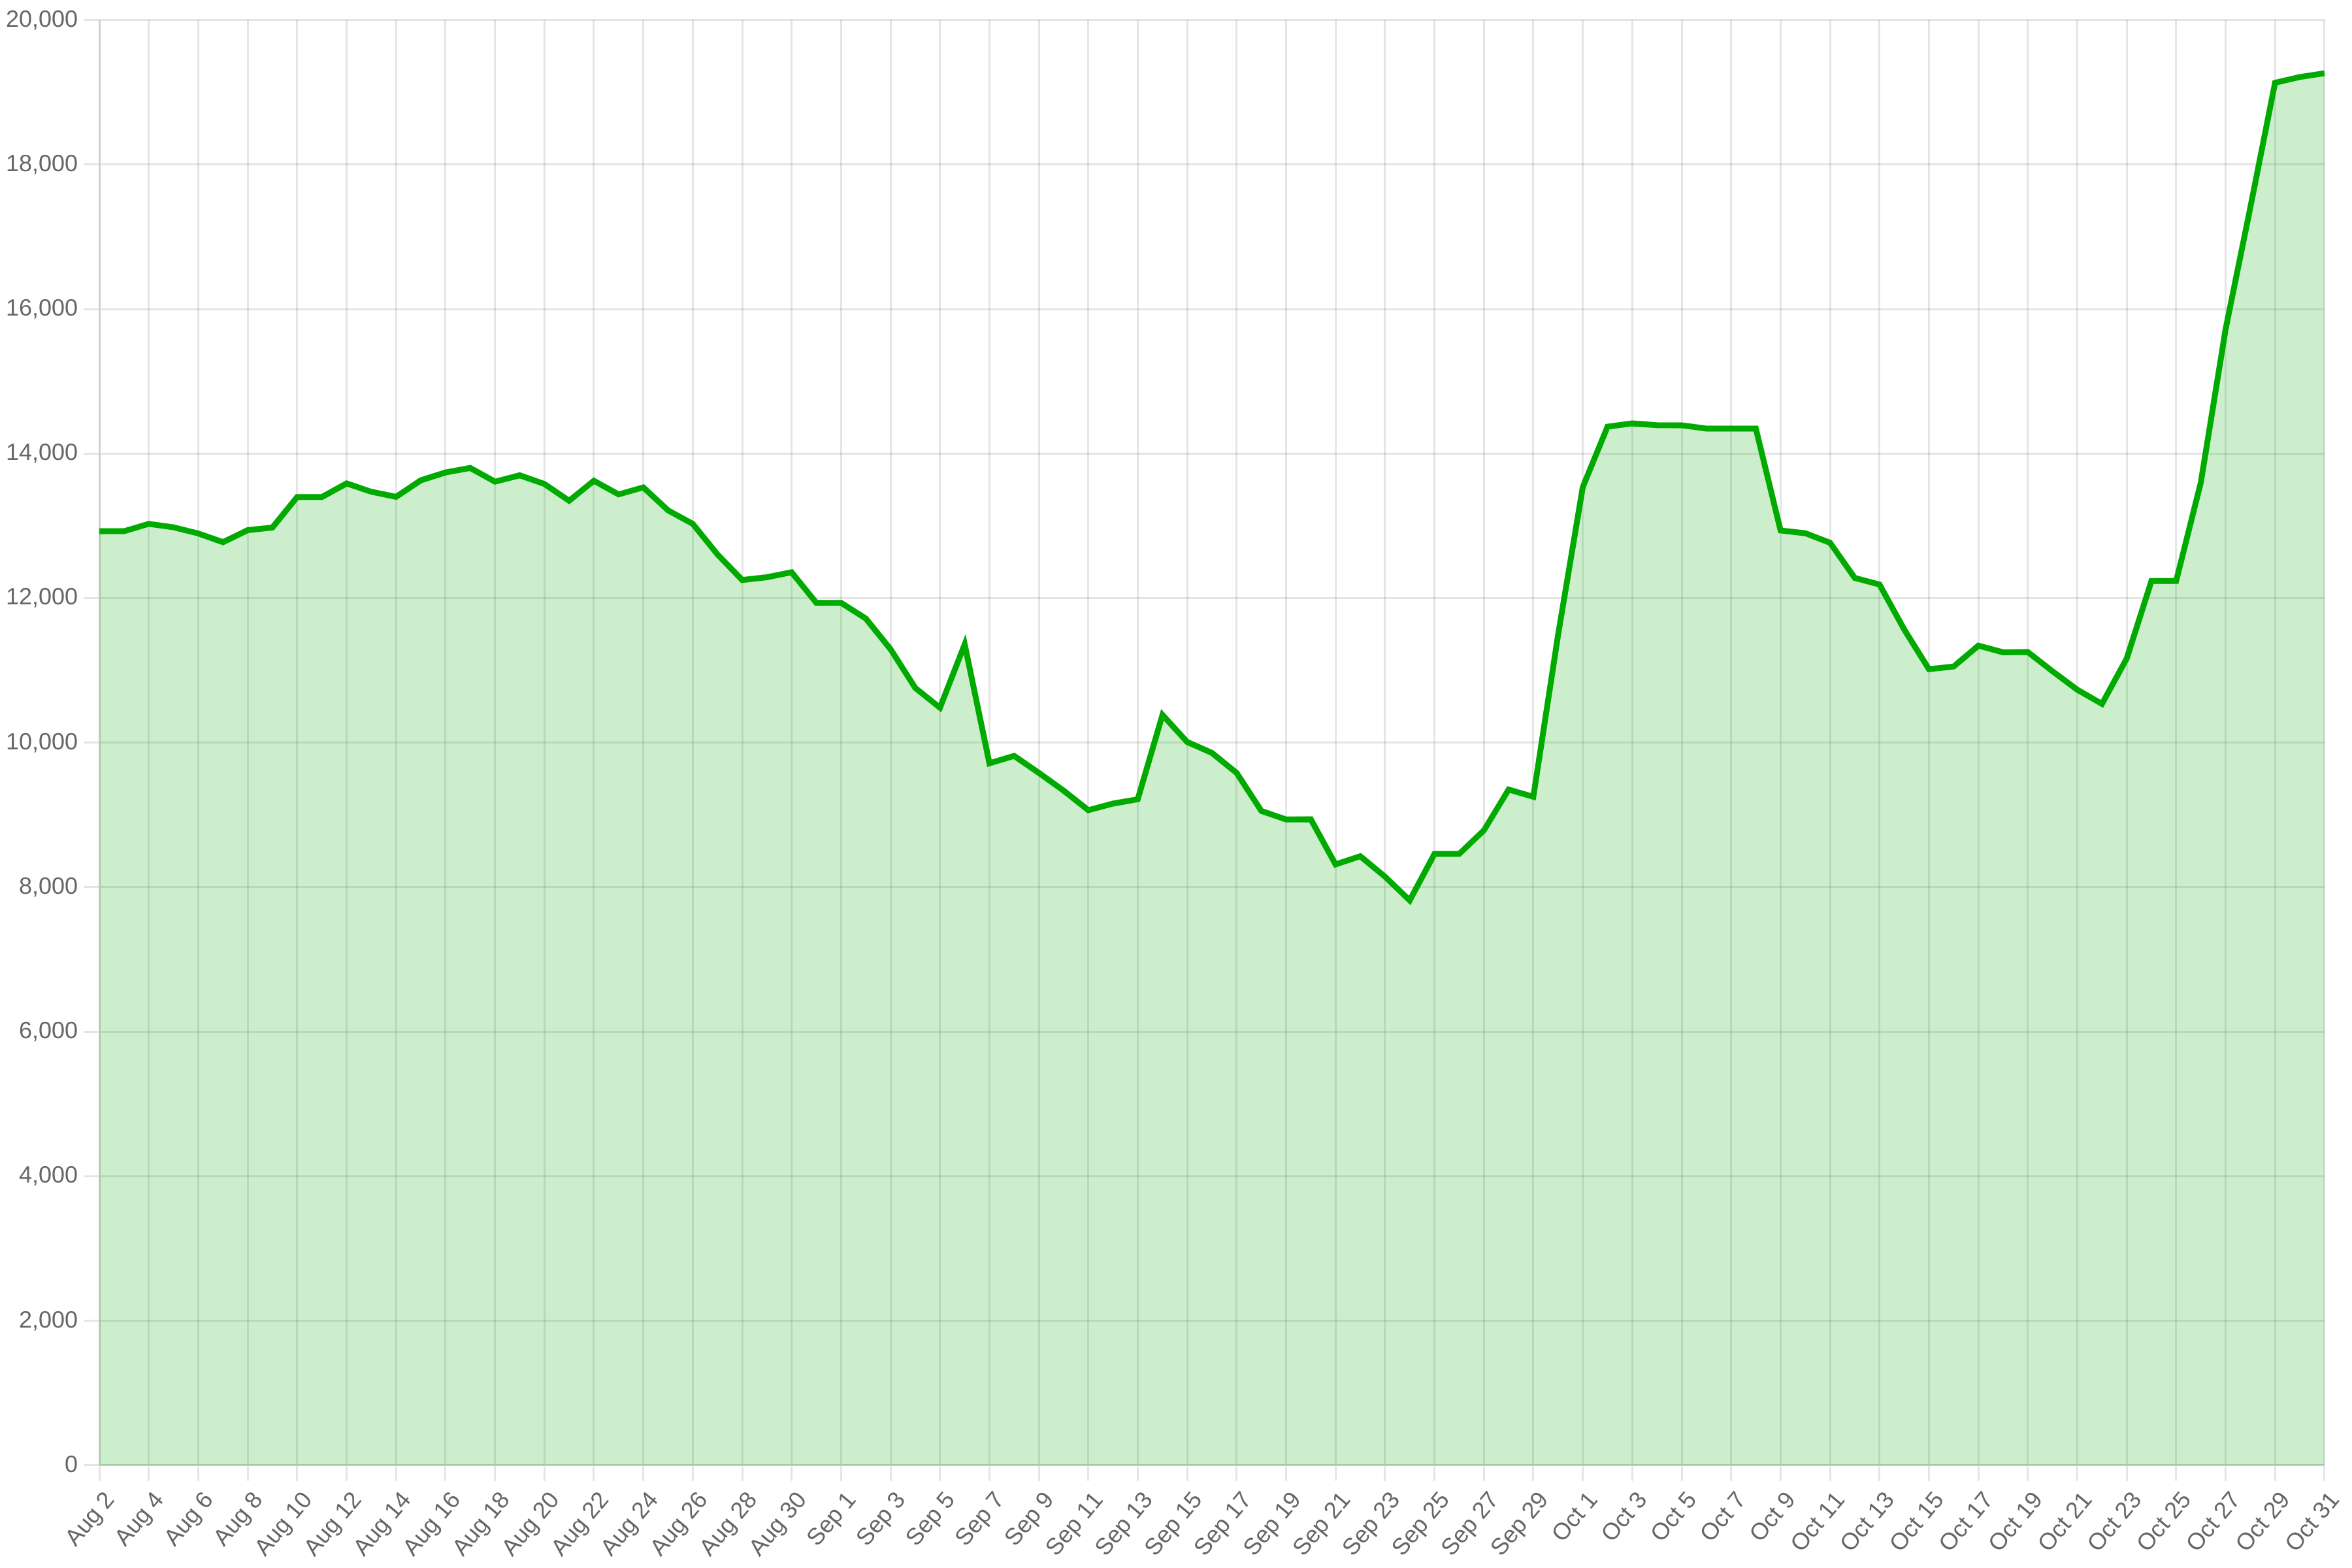 20,000
18,000
16,000
14,000
12,000
10,000
8,000
6,000
4,000
2,000
0
Aug 2
Aug 4
Aug 6
Aug 8
Aug 10
Aug 12
Aug 14
Aug 16
Aug 18
Aug 20
Aug 22
Aug 24
Aug 26
Aug 28
Aug 30
Sep 1
Sep 3
Sep 5
Sep 7
Sep 9
Sep 11
Sep 13
Sep 15
Sep 17
Sep 19
Sep 21
Sep 23
Sep 25
Sep 27
Sep 29
Oct 1
Oct 3
Oct 5
Oct 7
Oct 9
Oct 11
Oct 13
Oct 15
Oct 17
Oct 19
Oct 21
Oct 23
Oct 25
Oct 27
Oct 29
Oct 31